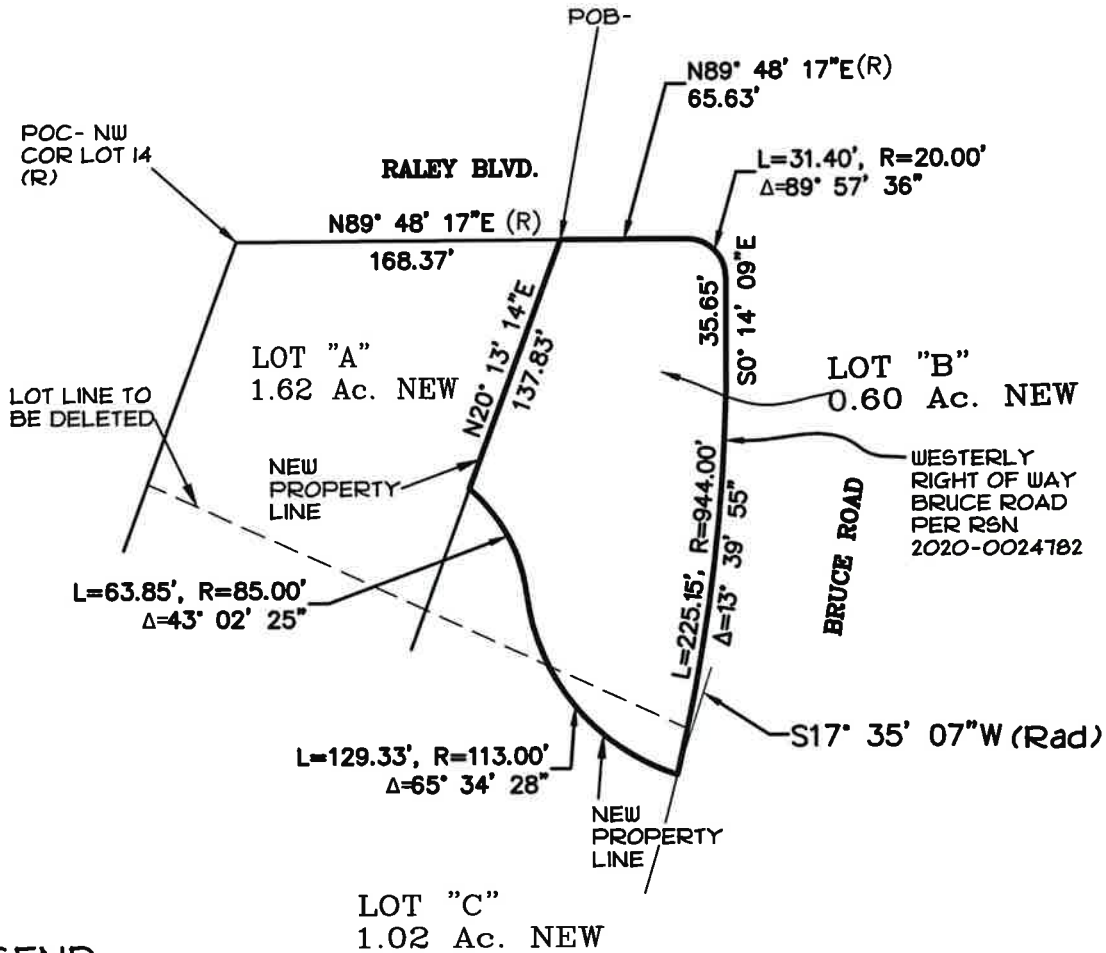 POB-
N89° 48' 17"E(R)
65.63'
POC- NW
COR LOT 14
(R)
RALEY BLVD.
L=31.40', R=20.00'
Δ=89° 57' 36"
N89° 48' 17"E (R)
168.37'
35.65'
S0° 14' 09"E
N20° 13' 14"E
137.83'
LOT "A"
1.62 Ac. NEW
LOT "B"
0.60 Ac. NEW
LOT LINE TO
BE DELETED
NEW
PROPERTY
LINE
WESTERLY
RIGHT OF WAY
BRUCE ROAD
PER RSN
2020-0024782
BRUCE ROAD
L=225.15', R=944.00'
Δ=13° 39' 55"
L=63.85', R=85.00'
Δ=43° 02' 25"
S17° 35' 07"W (Rad)
L=129.33', R=113.00'
Δ=65° 34' 28"
NEW
PROPERTY
LINE
LOT "C"
1.02 Ac. NEW